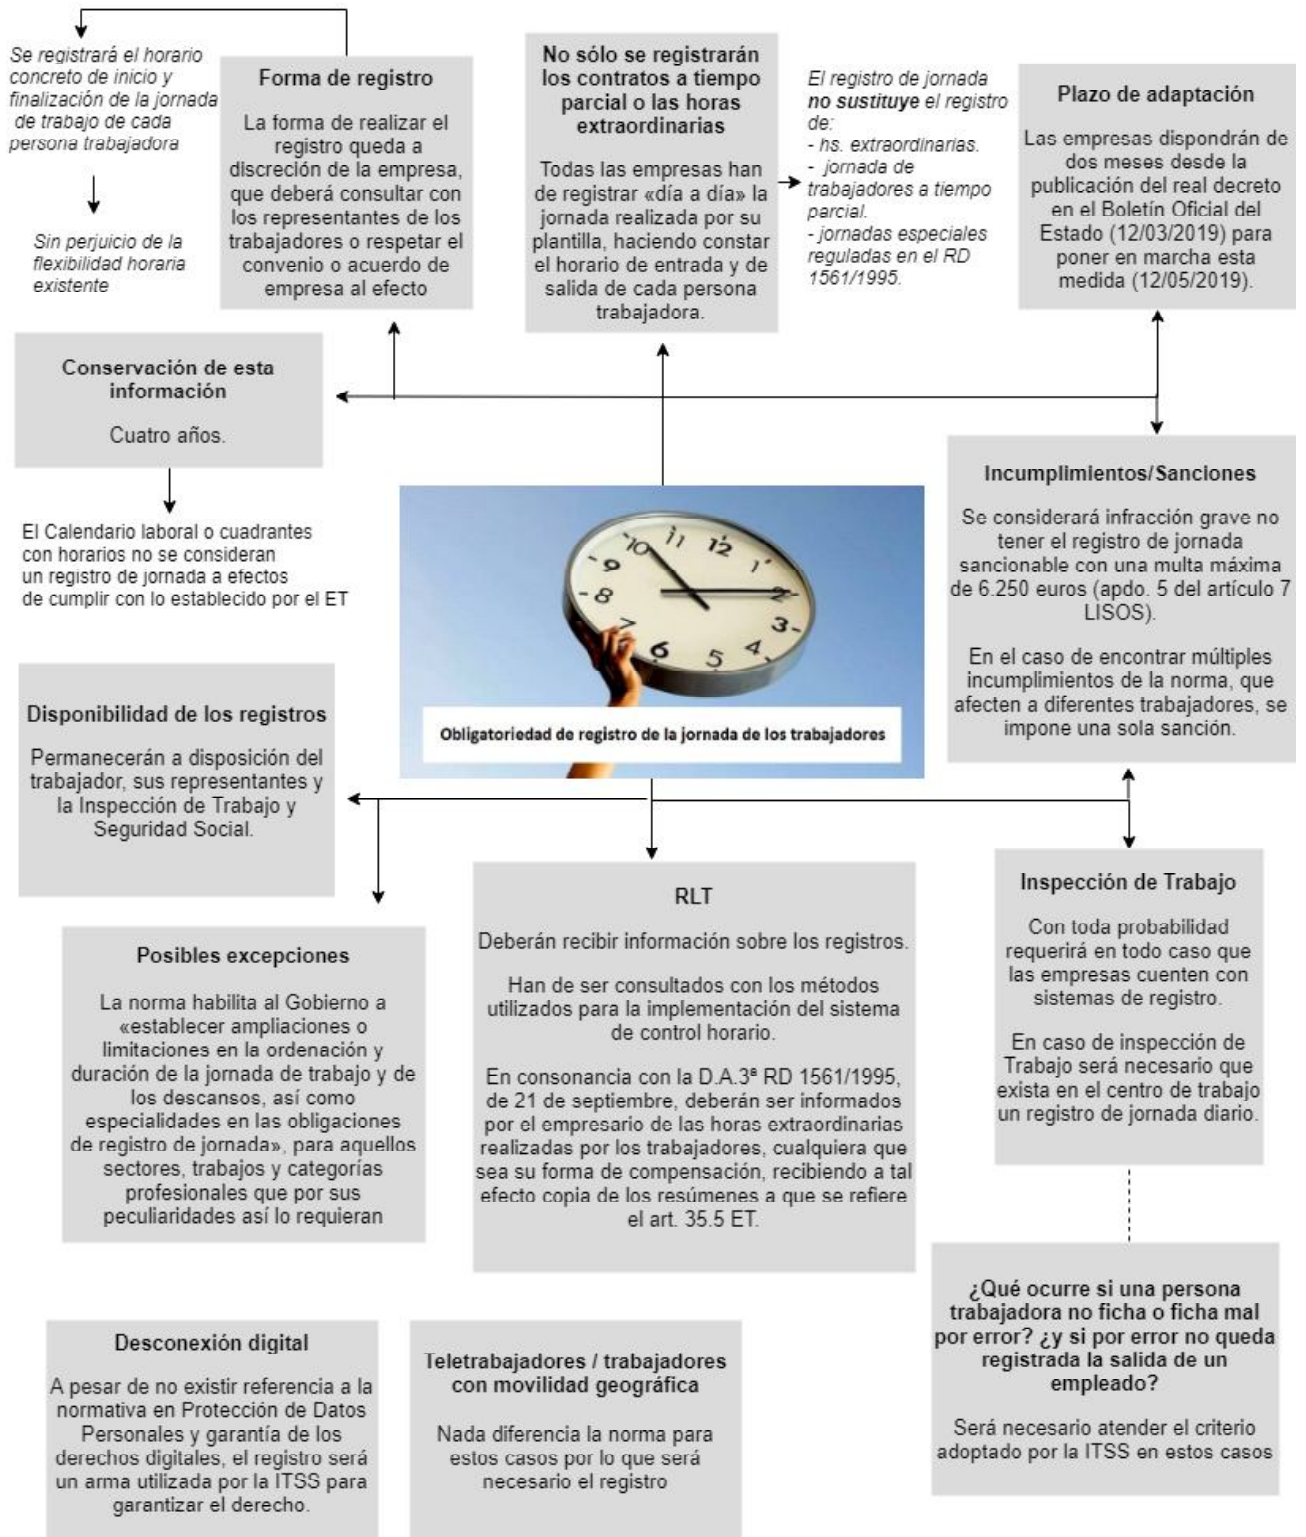 Se registrará el horario
concreto de inicio y
finalización de la jornada
de trabajo de cada
persona trabajadora
Sin perjuicio de la
flexibilidad horaria
existente
Forma de registro
La forma de realizar el
registro queda a
discreción de la empresa,
que deberá consultar con
los representantes de los
trabajadores o respetar el
convenio o acuerdo de
empresa al efecto
No sólo se registrarán
los contratos a tiempo
parcial o las horas
extraordinarias
Todas las empresas han
de registrar «día a día» la
jornada realizada por su
plantilla, haciendo constar
el horario de entrada y de
salida de cada persona
trabajadora.
El registro de jornada
no sustituye el registro
de:
- hs. extraordinarias.
- jornada de
trabajadores a tiempo
parcial.
- jornadas especiales
reguladas en el RD
1561/1995.
Plazo de adaptación
Las empresas dispondrán de
dos meses desde la
publicación del real decreto
en el Boletín Oficial del
Estado (12/03/2019) para
poner en marcha esta
medida (12/05/2019).
Conservación de esta
información
Cuatro años.
El Calendario laboral o cuadrantes
con horarios no se consideran
un registro de jornada a efectos
de cumplir con lo establecido por el ET
Incumplimientos/Sanciones
Se considerará infracción grave no
tener el registro de jornada
sancionable con una multa máxima
de 6.250 euros (apdo. 5 del artículo 7
LISOS).
En el caso de encontrar múltiples
incumplimientos de la norma, que
afecten a diferentes trabajadores, se
impone una sola sanción.
10 11 12 1 2 3 4 5 6 7 8 9
Obligatoriedad de registro de la jornada de los trabajadores
Disponibilidad de los registros
Permanecerán a disposición del
trabajador, sus representantes y
la Inspección de Trabajo y
Seguridad Social.
Posibles excepciones
La norma habilita al Gobierno a
«establecer ampliaciones o
limitaciones en la ordenación y
duración de la jornada de trabajo y de
los descansos, así como
especialidades en las obligaciones
de registro de jornada», para aquellos
sectores, trabajos y categorías
profesionales que por sus
peculiaridades así lo requieran
RLT
Deberán recibir información sobre los registros.
Han de ser consultados con los métodos
utilizados para la implementación del sistema
de control horario.
En consonancia con la D.A.3ª RD 1561/1995,
de 21 de septiembre, deberán ser informados
por el empresario de las horas extraordinarias
realizadas por los trabajadores, cualquiera que
sea su forma de compensación, recibiendo a tal
efecto copia de los resúmenes a que se refiere
el art. 35.5 ET.
Inspección de Trabajo
Con toda probabilidad
requerirá en todo caso que
las empresas cuenten con
sistemas de registro.
En caso de inspección de
Trabajo será necesario que
exista en el centro de trabajo
un registro de jornada diario.
¿Qué ocurre si una persona
trabajadora no ficha o ficha mal
por error? ¿y si por error no queda
registrada la salida de un
empleado?
Será necesario atender el criterio
adoptado por la ITSS en estos casos
Desconexión digital
A pesar de no existir referencia a la
normativa en Protección de Datos
Personales y garantía de los
derechos digitales, el registro será
un arma utilizada por la ITSS para
garantizar el derecho.
Teletrabajadores / trabajadores
con movilidad geográfica
Nada diferencia la norma para
estos casos por lo que será
necesario el registro